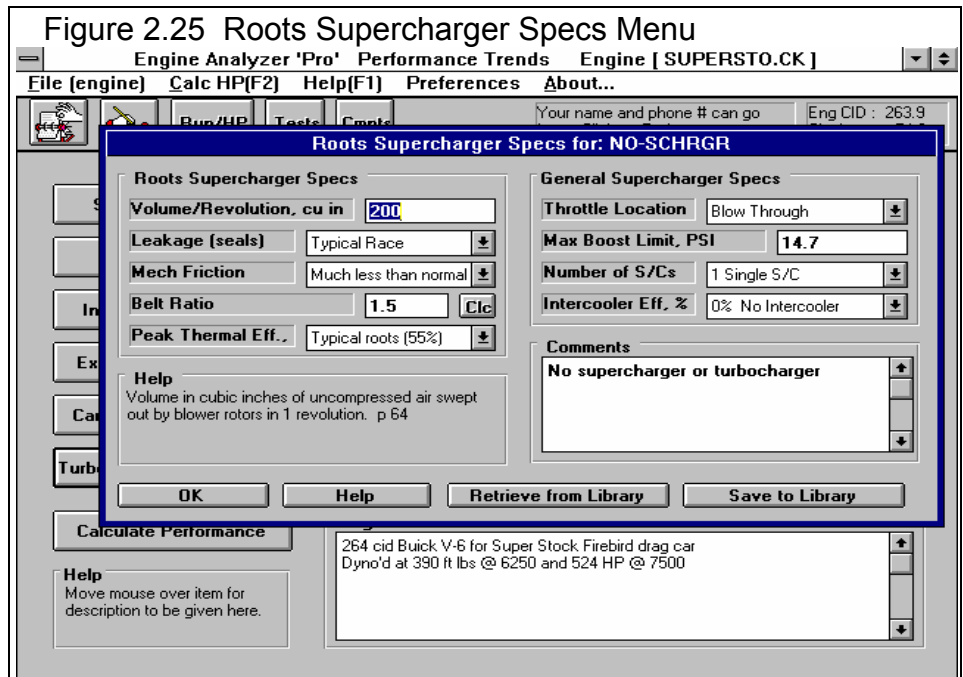 Figure 2.25  Roots Supercharger Specs Menu
Engine Analyzer 'Pro'   Performance Trends    Engine [ SUPERSTO.CK ]
File (engine)   Calc HP(F2)   Help(F1)   Preferences   About...
Run/HP   Tests   Cmpnts   Your name and phone # can go   Eng CID :  263.9
Roots Supercharger Specs for: NO-SCHRGR
Roots Supercharger Specs
Volume/Revolution, cu in   200
Leakage (seals)   Typical Race
Mech Friction   Much less than normal
Belt Ratio   1.5   Clc
Peak Thermal Eff.,   Typical roots (55%)
Help
Volume in cubic inches of uncompressed air swept
out by blower rotors in 1 revolution.  p 64
General Supercharger Specs
Throttle Location   Blow Through
Max Boost Limit, PSI   14.7
Number of S/Cs   1 Single S/C
Intercooler Eff, %   0%  No Intercooler
Comments
No supercharger or turbocharger
OK   Help   Retrieve from Library   Save to Library
In
Ex
Turb
Calculate Performance
264 cid Buick V-6 for Super Stock Firebird drag car
Dyno'd at 390 ft lbs @ 6250 and 524 HP @ 7500
Help
Move mouse over item for
description to be given here.